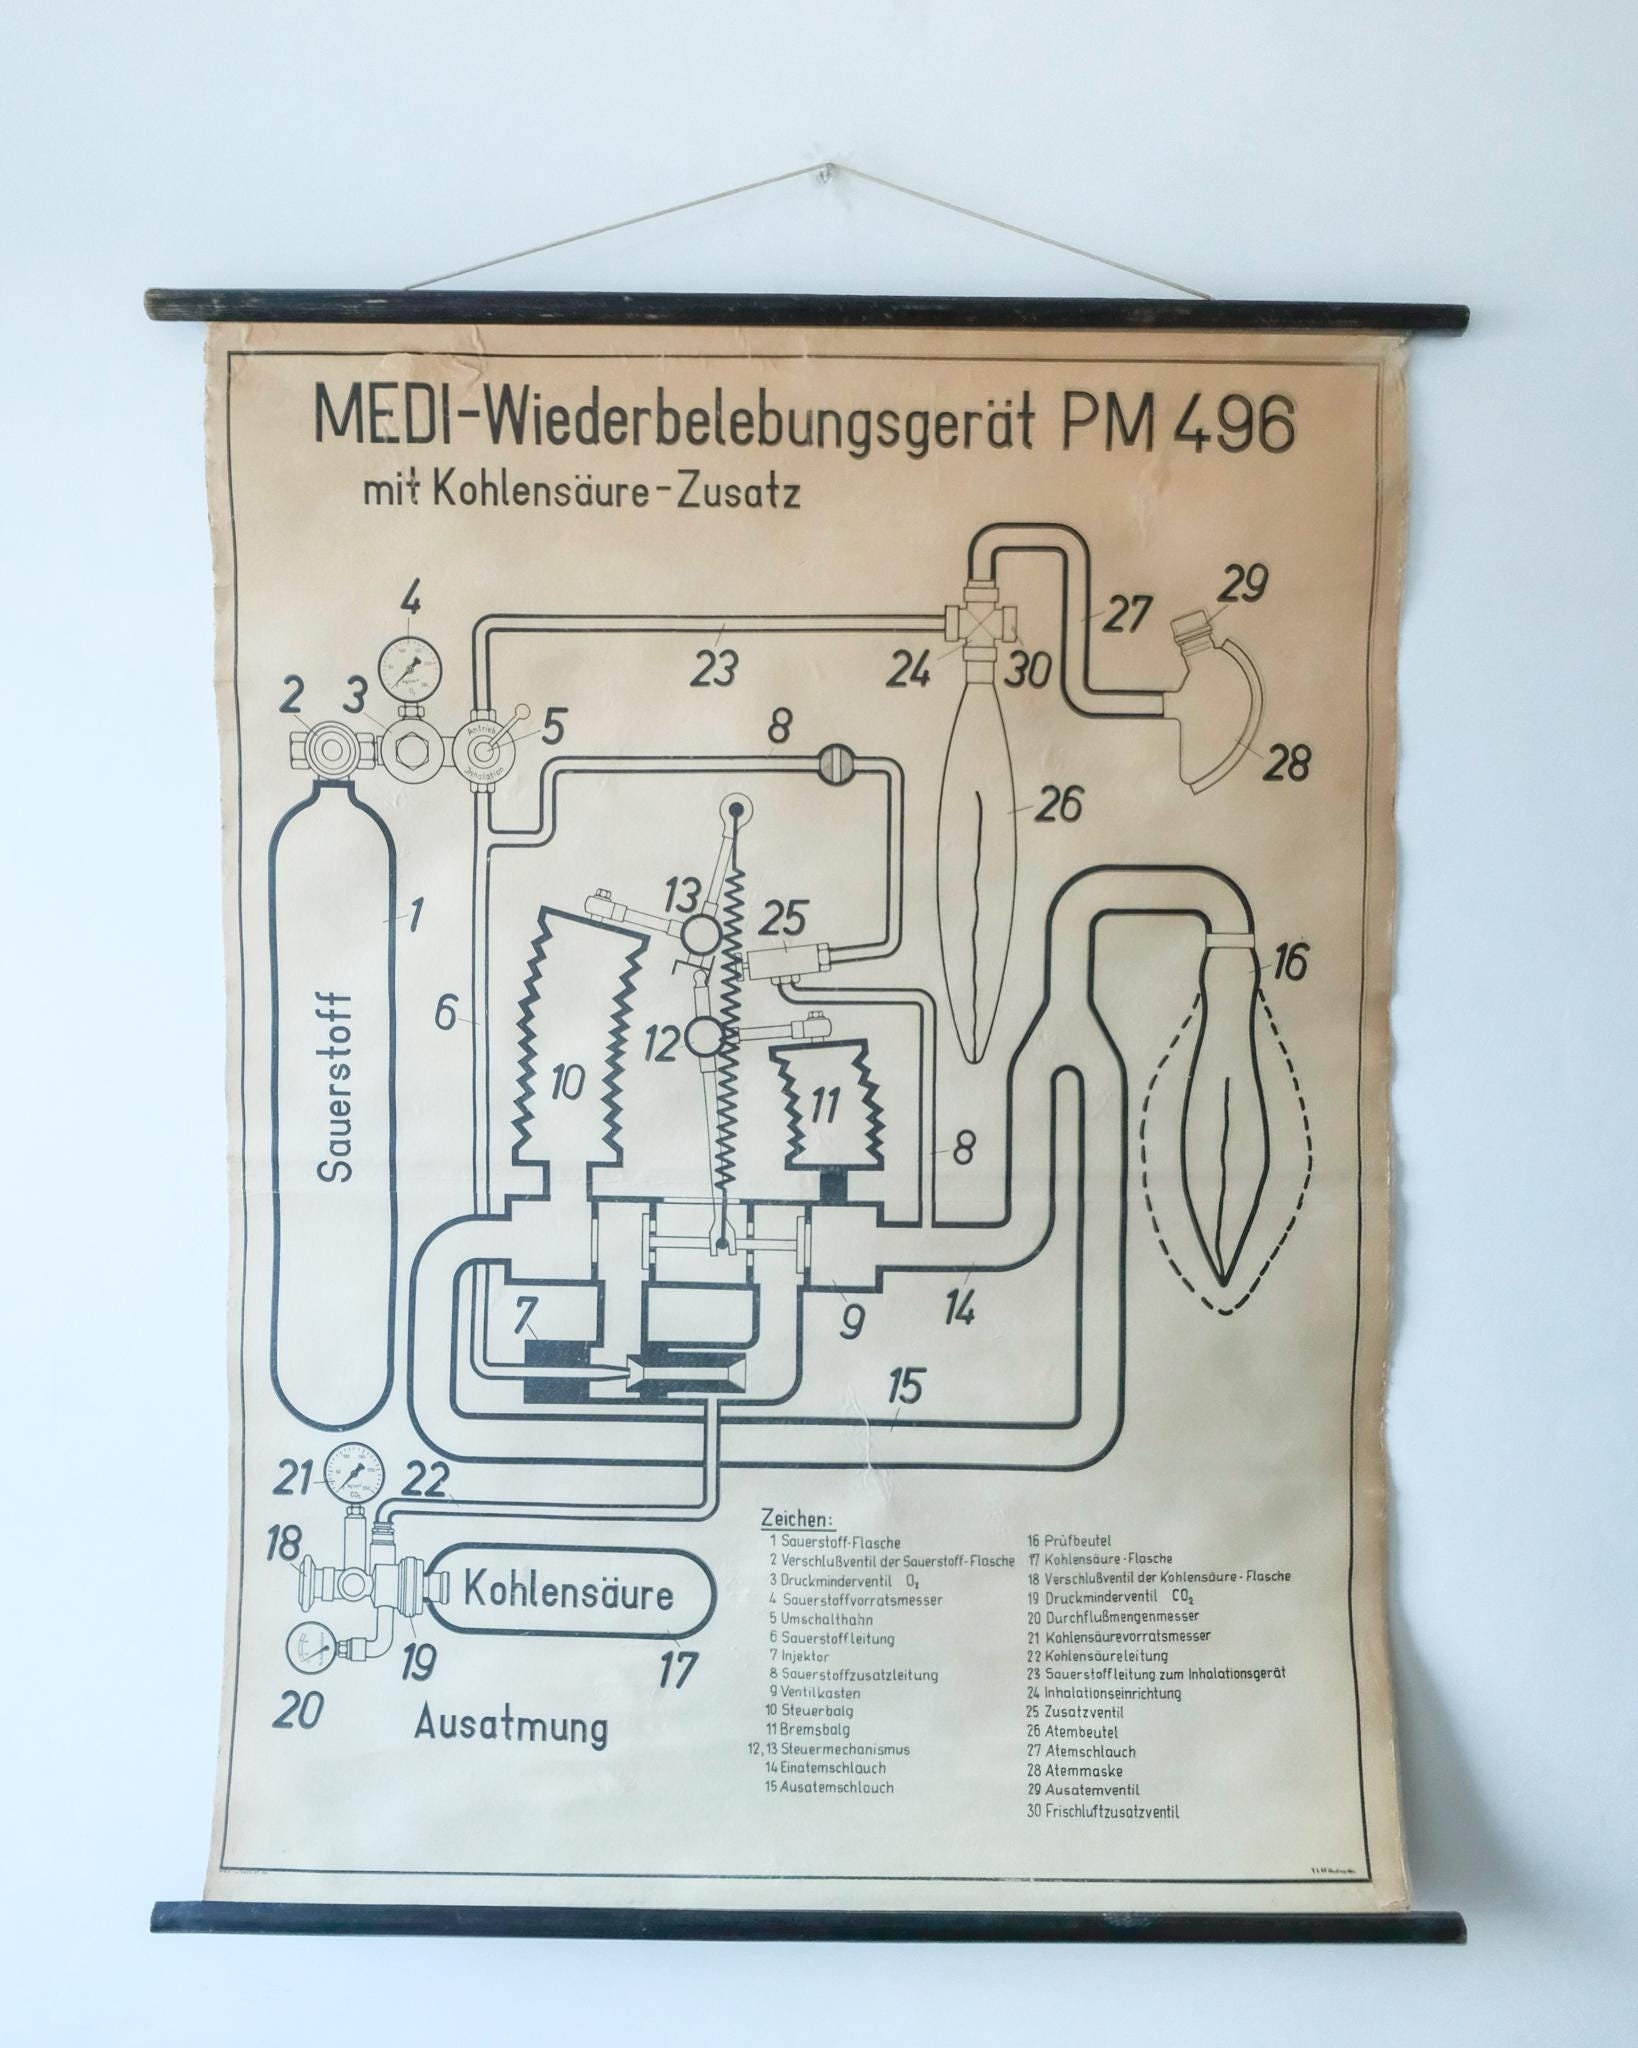 MEDI-Wiederbelebungsgerät PM 496
mit Kohlensäure-Zusatz
29
4
27
23
24
30
2
3
5
8
Antrieb
Inhalation
28
26
13
25
1
16
6
12
10
11
Sauerstoff
8
7
9
14
15
21
22
CO₂
18
Kohlensäure
19
17
20
Ausatmung
Zeichen:
1 Sauerstoff-Flasche
2 Verschlußventil der Sauerstoff-Flasche
3 Druckminderventil O₂
4 Sauerstoffvorratsmesser
5 Umschalthahn
6 Sauerstoffleitung
7 Injektor
8 Sauerstoffzusatzleitung
9 Ventilkasten
10 Steuerbalg
11 Bremsbalg
12,13 Steuermechanismus
14 Einatemschlauch
15 Ausatemschlauch
16 Prüfbeutel
17 Kohlensäure-Flasche
18 Verschlußventil der Kohlensäure-Flasche
19 Druckminderventil CO₂
20 Durchflußmengenmesser
21 Kohlensäurevorratsmesser
22 Kohlensäureleitung
23 Sauerstoffleitung zum Inhalationsgerät
24 Inhalationseinrichtung
25 Zusatzventil
26 Atembeutel
27 Atemschlauch
28 Atemmaske
29 Ausatemventil
30 Frischluftzusatzventil